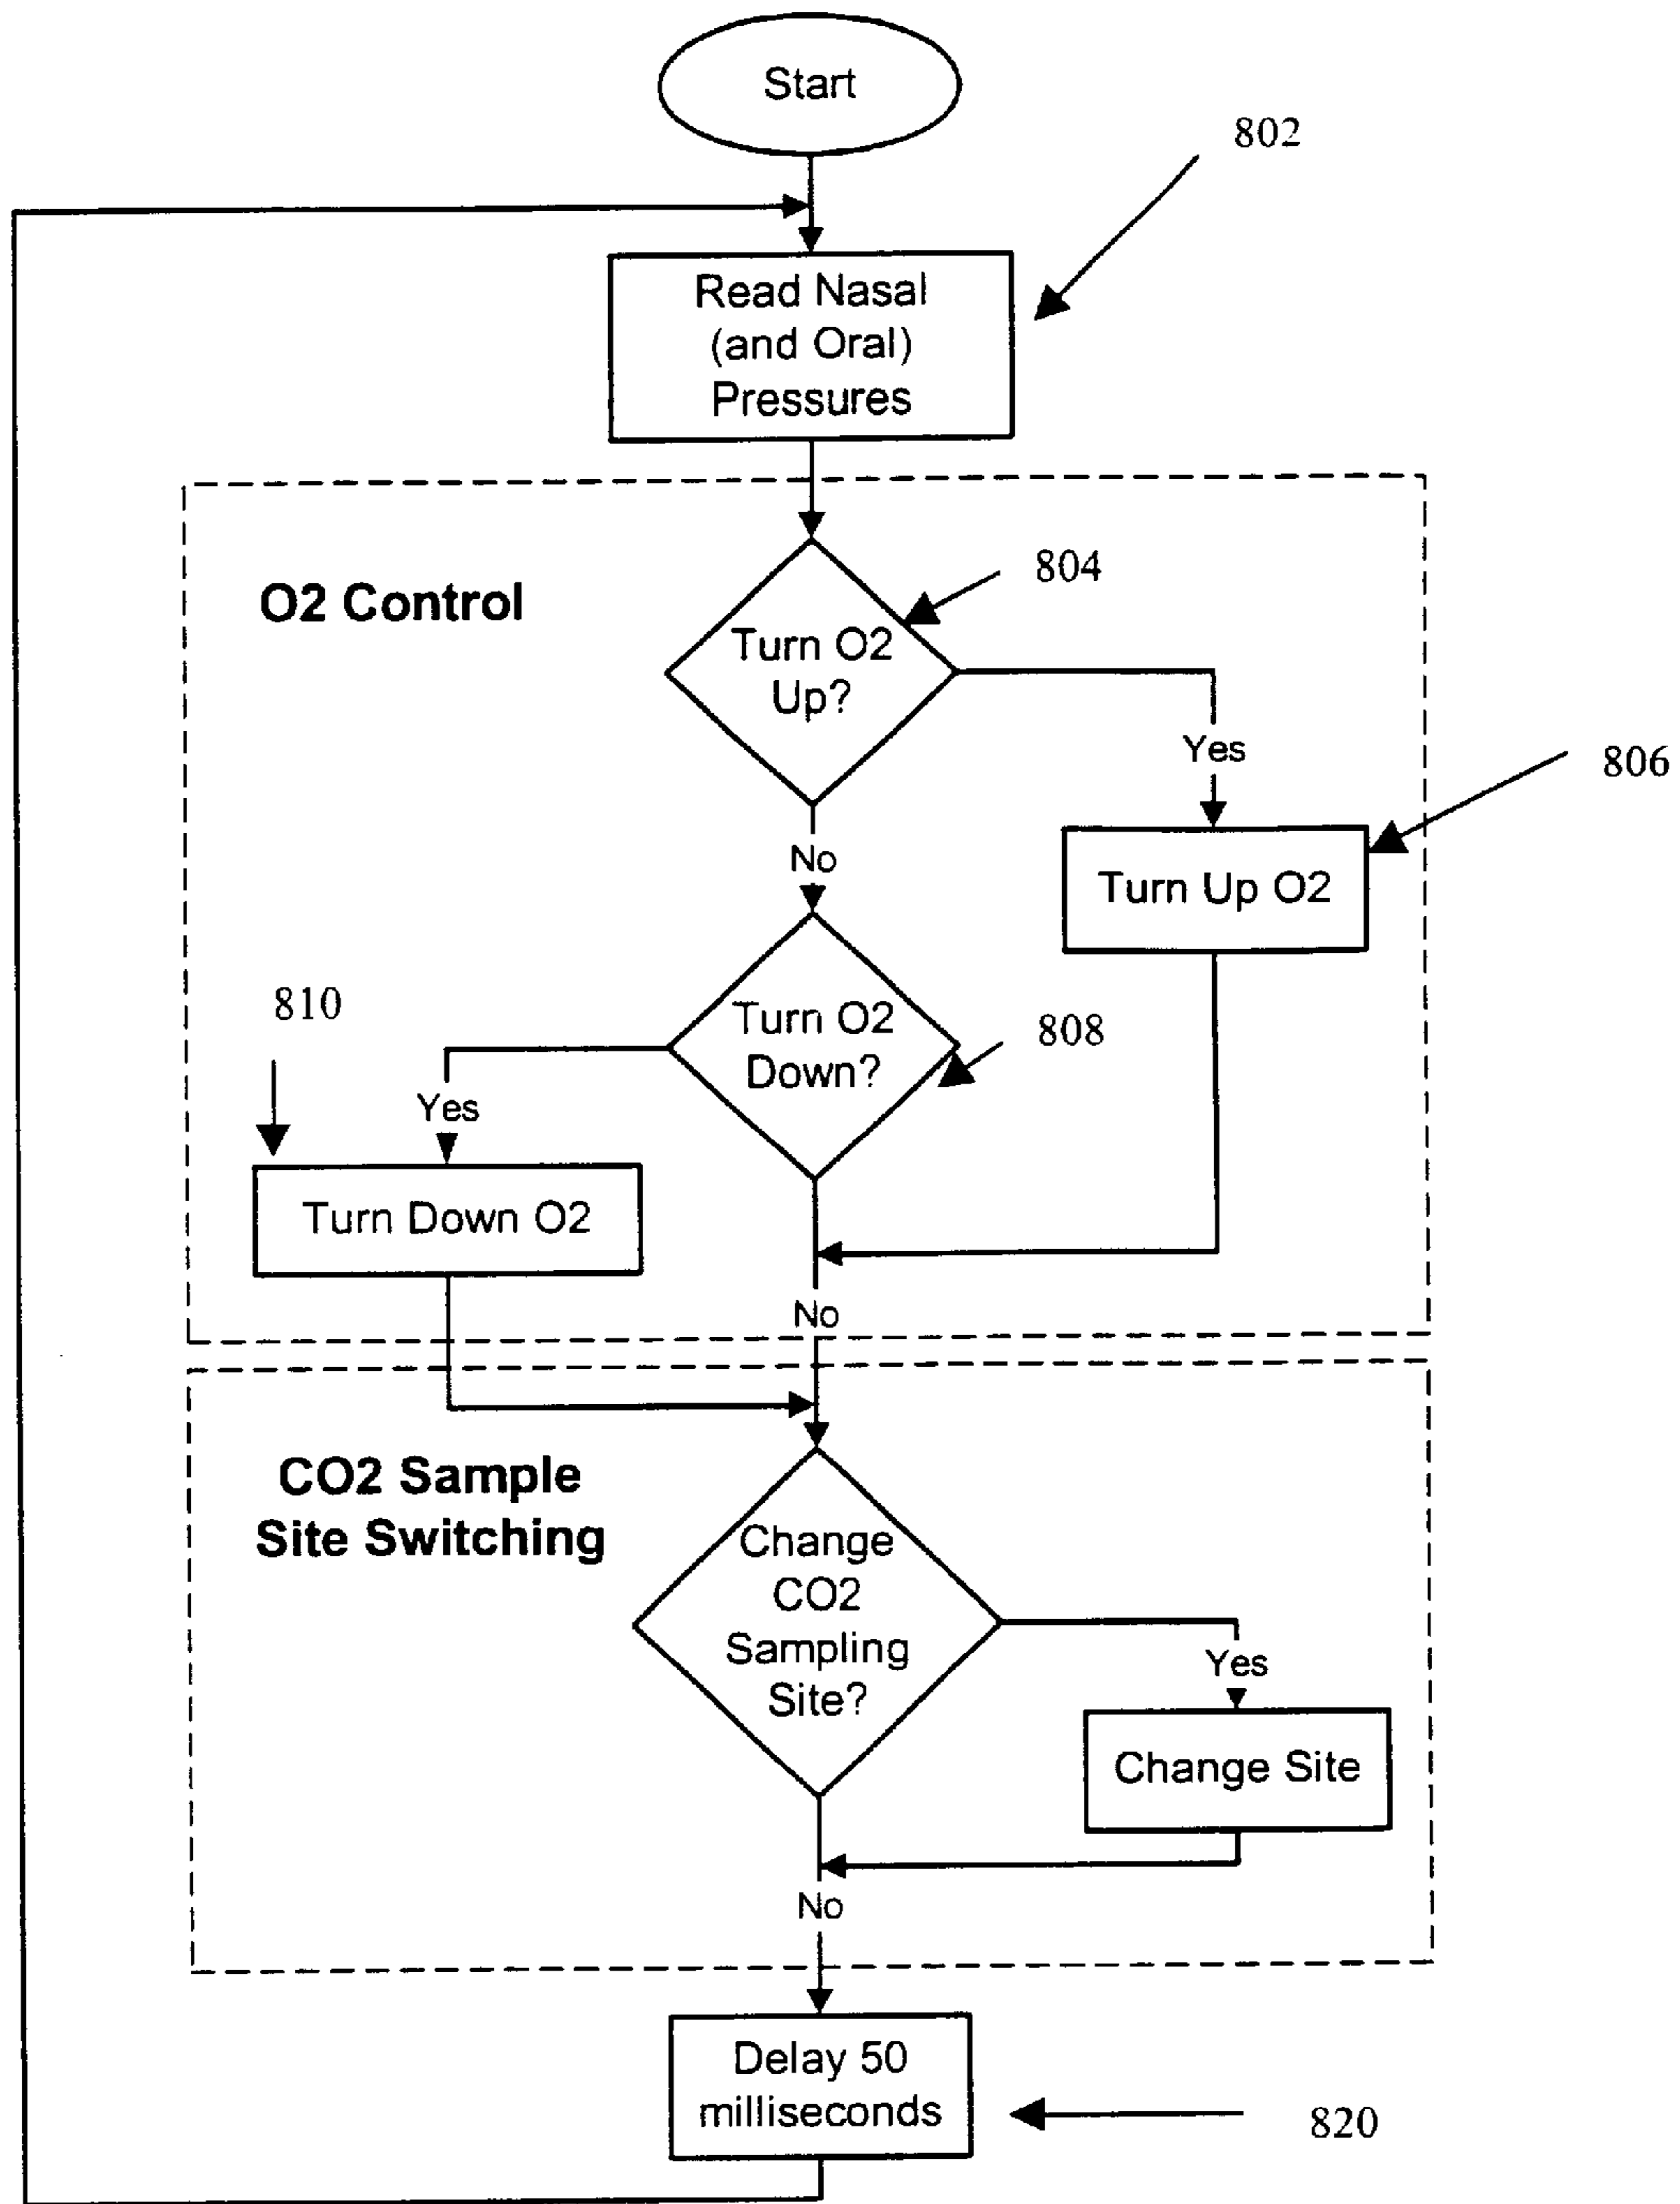 Start
802
Read Nasal
(and Oral)
Pressures
O2 Control
804
Turn O2
Up?
Yes
806
No
Turn Up O2
810
Turn O2
Down?
808
Yes
Turn Down O2
No
CO2 Sample
Site Switching
Change
CO2
Sampling
Site?
Yes
Change Site
No
Delay 50
milliseconds
820